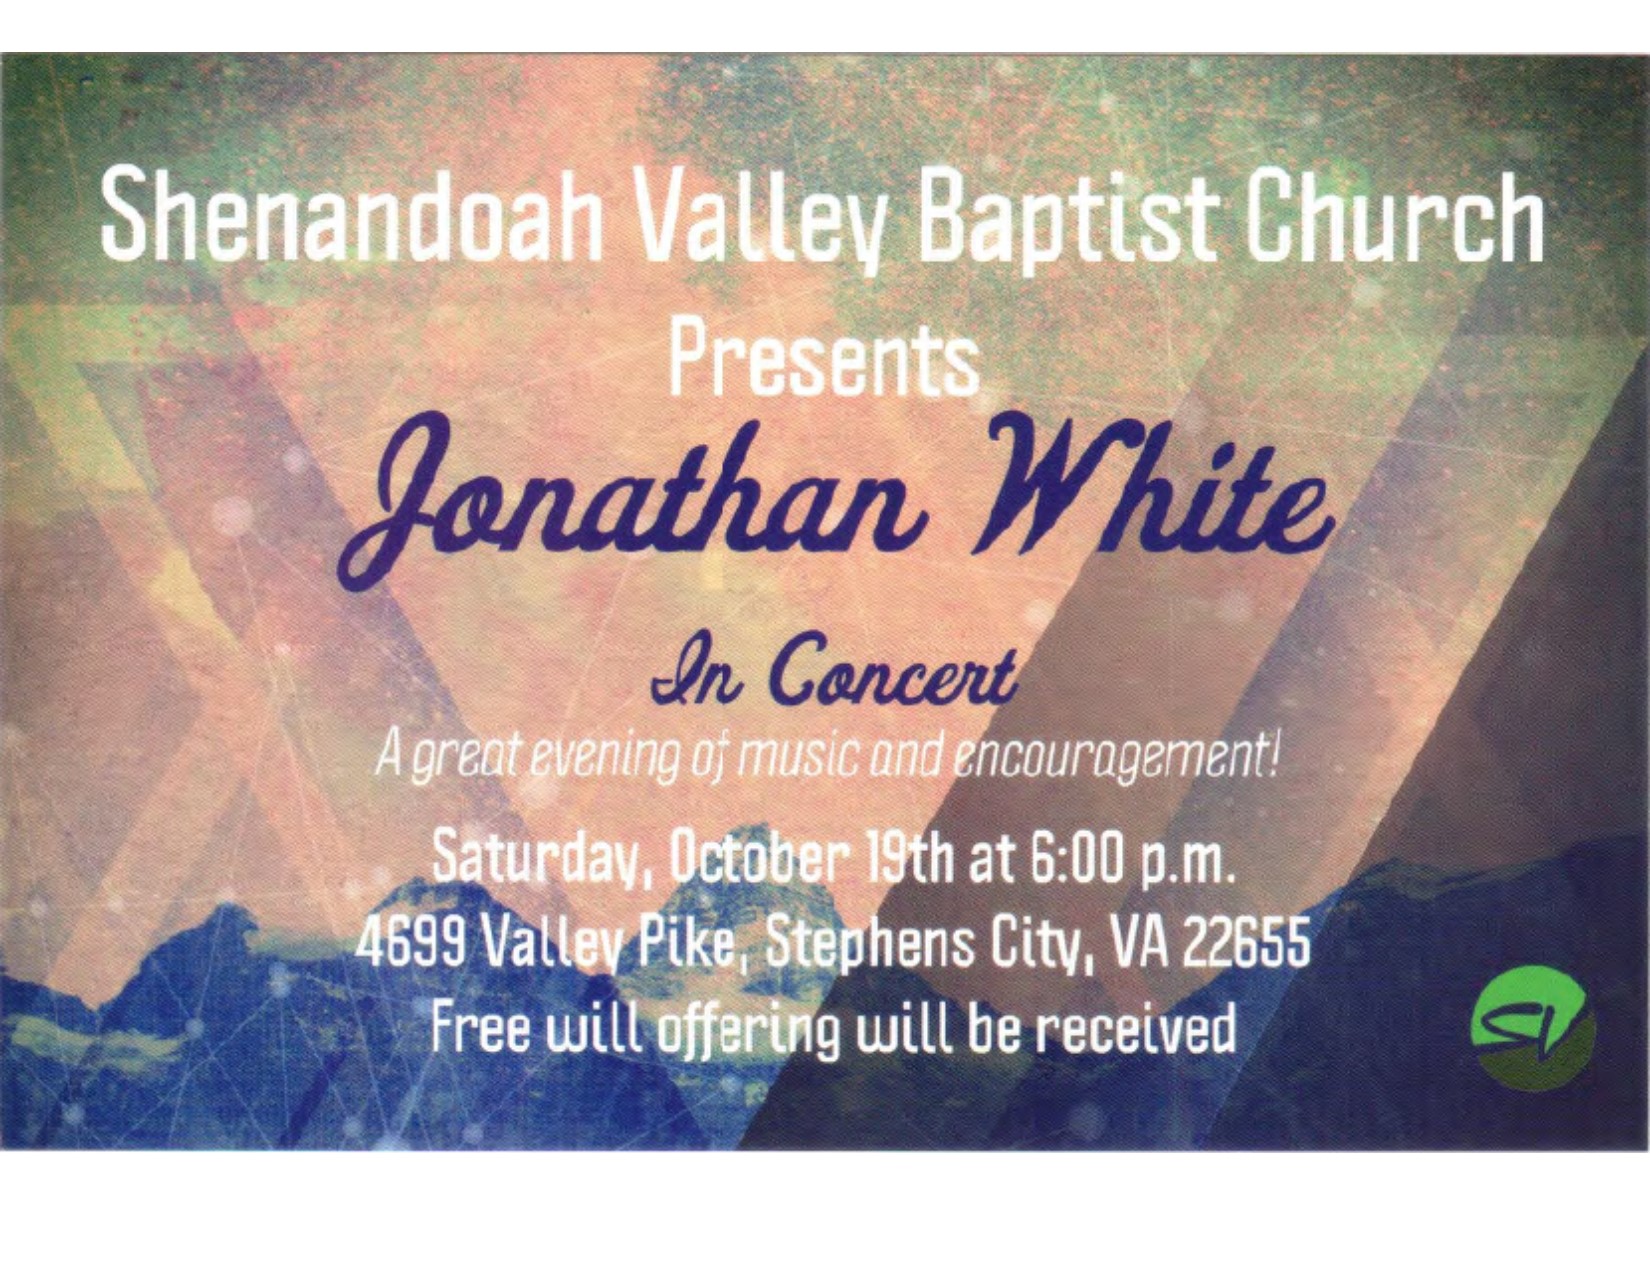 Shenandoah Valley Baptist Church
Presents
Jonathan White
In Concert
A great evening of music and encouragement!
Saturday, October 19th at 6:00 p.m.
4699 Valley Pike, Stephens City, VA 22655
Free will offering will be received
SV